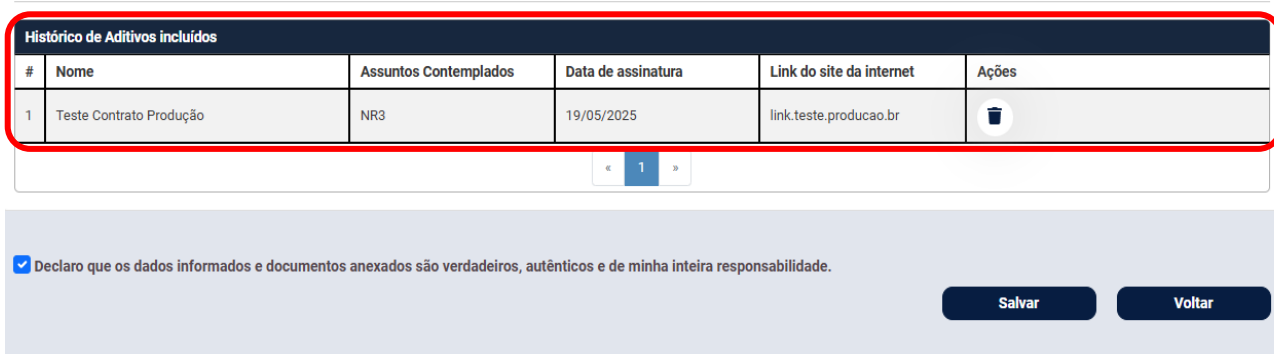 Histórico de Aditivos incluídos
# Nome Assuntos Contemplados Data de assinatura Link do site da internet Ações
1 Teste Contrato Produção NR3 19/05/2025 link.teste.producao.br
« 1 »
Declaro que os dados informados e documentos anexados são verdadeiros, autênticos e de minha inteira responsabilidade.
Salvar Voltar